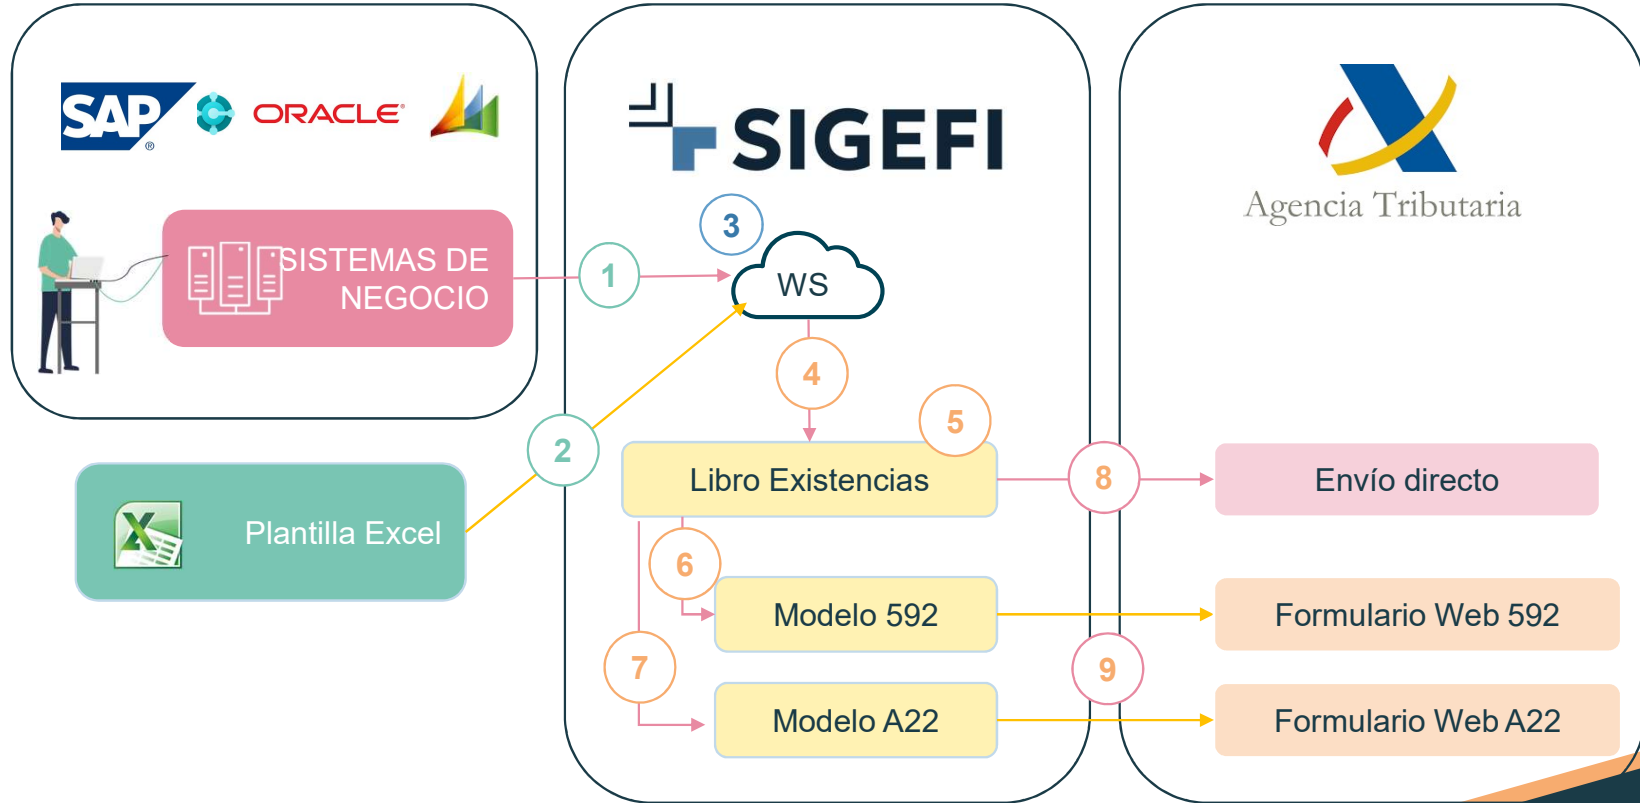 SAP
®
ORACLE®
SISTEMAS DE
NEGOCIO
Plantilla Excel
X
1
2
SIGEFI
3
WS
4
5
Libro Existencias
6
Modelo 592
7
Modelo A22
8
9
Agencia Tributaria
Envío directo
Formulario Web 592
Formulario Web A22